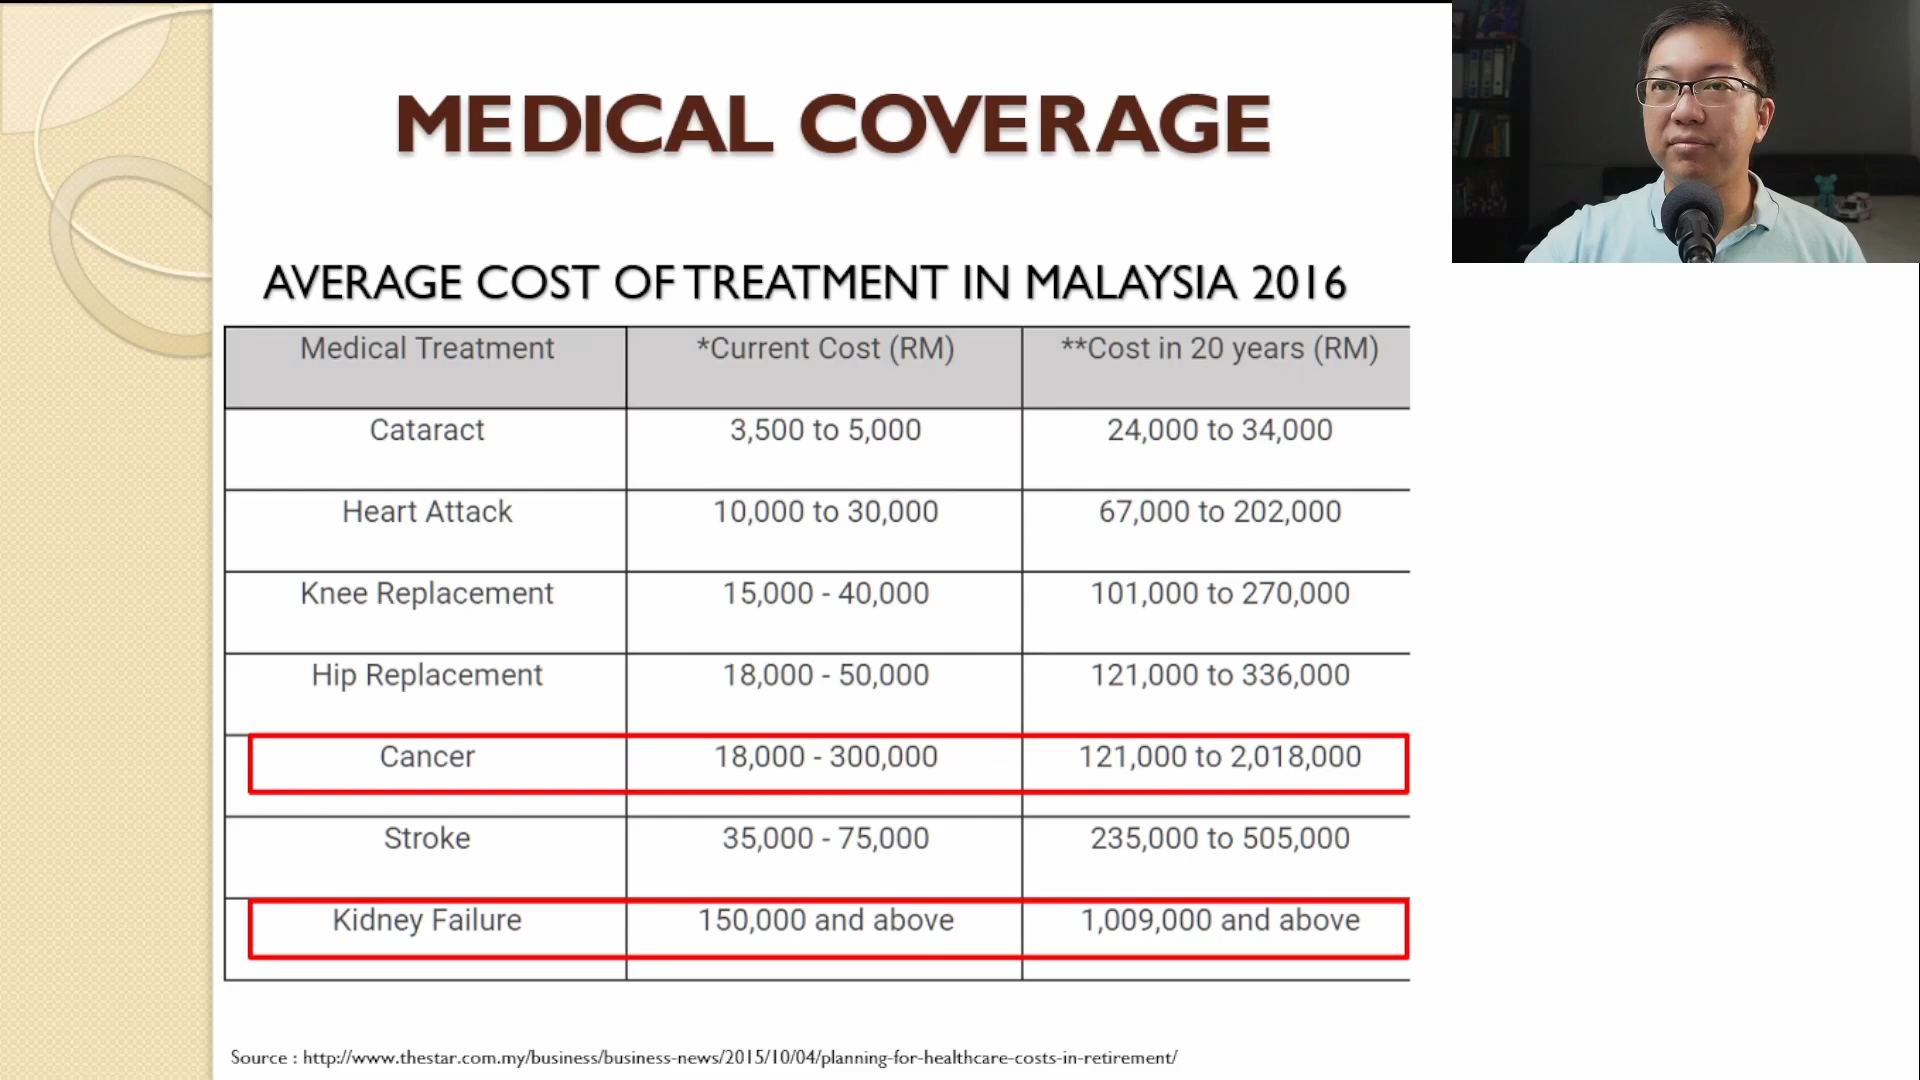 MEDICAL COVERAGE
AVERAGE COST OF TREATMENT IN MALAYSIA 2016
Medical Treatment *Current Cost (RM) **Cost in 20 years (RM)
Cataract 3,500 to 5,000 24,000 to 34,000
Heart Attack 10,000 to 30,000 67,000 to 202,000
Knee Replacement 15,000 - 40,000 101,000 to 270,000
Hip Replacement 18,000 - 50,000 121,000 to 336,000
Cancer 18,000 - 300,000 121,000 to 2,018,000
Stroke 35,000 - 75,000 235,000 to 505,000
Kidney Failure 150,000 and above 1,009,000 and above
Source : http://www.thestar.com.my/business/business-news/2015/10/04/planning-for-healthcare-costs-in-retirement/